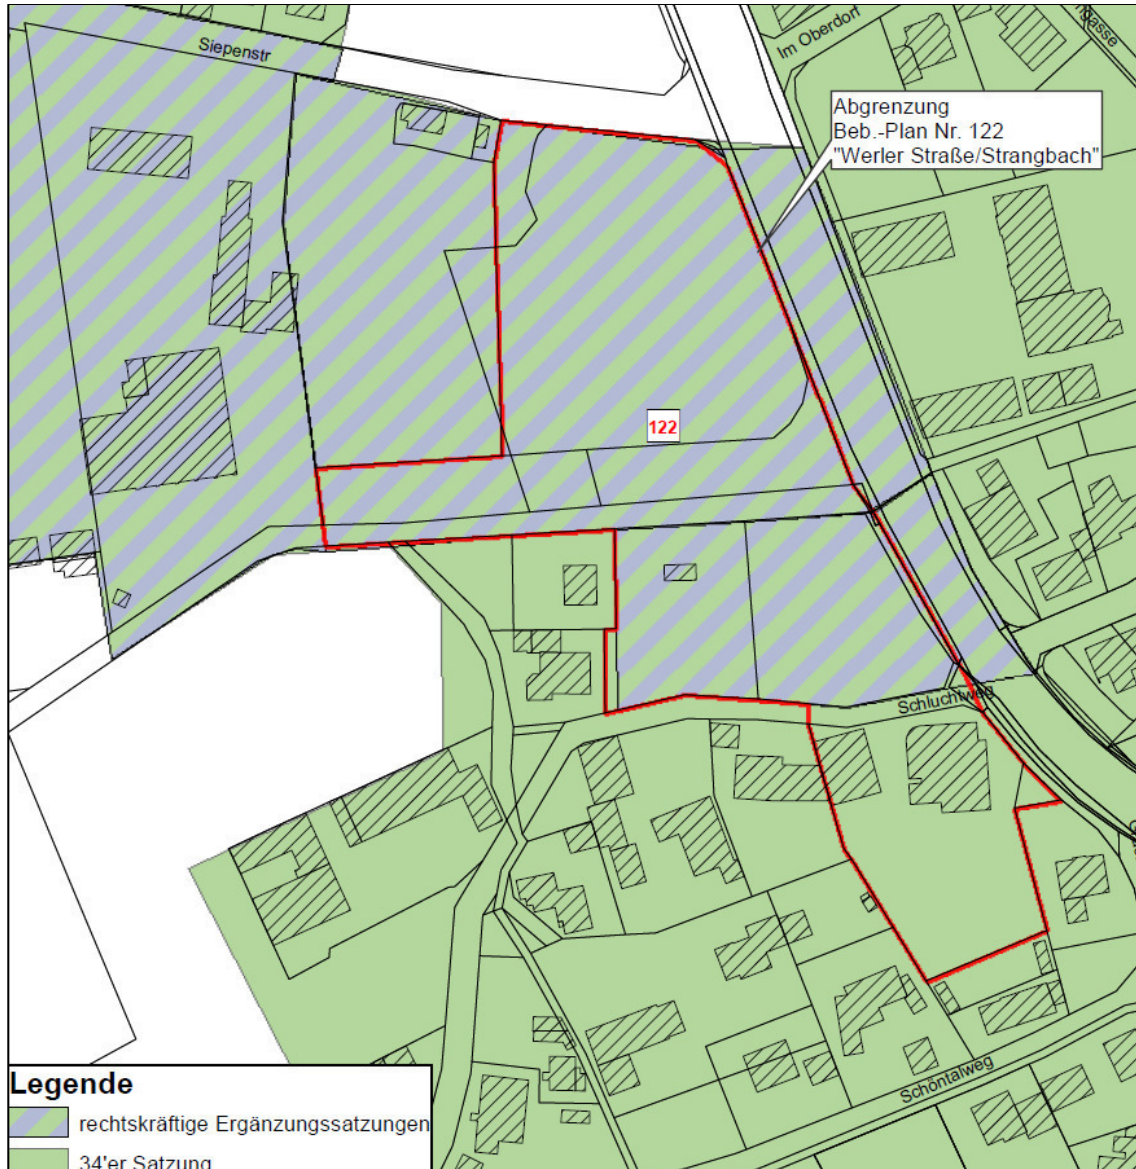 Siepenstr
Im Oberdorf
Abgrenzung
Beb.-Plan Nr. 122
"Werler Straße/Strangbach"
122
Schluchtweg
Schöntalweg
Legende
rechtskräftige Ergänzungssatzungen
34'er Satzung